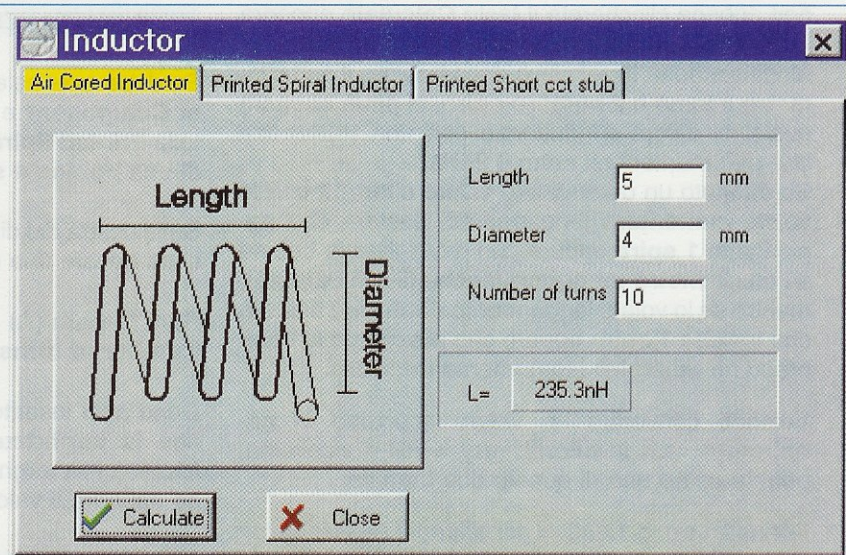 Inductor
Air Cored Inductor Printed Spiral Inductor Printed Short cct stub
Length
Diameter
Length 5 mm
Diameter 4 mm
Number of turns 10
L= 235.3nH
Calculate Close